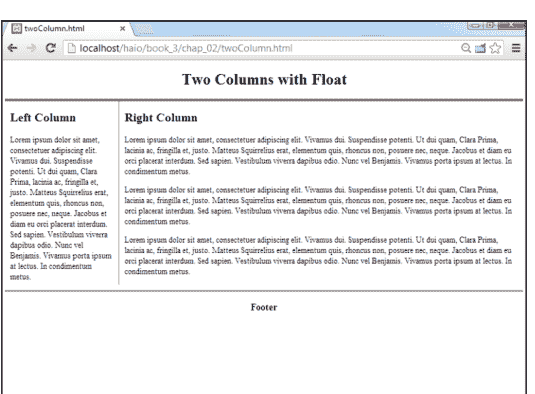 twoColumn.html
localhost/haio/book_3/chap_02/twoColumn.html
Two Columns with Float
Left Column
Lorem ipsum dolor sit amet,
consectetuer adipiscing elit.
Vivamus dui. Suspendisse
potenti. Ut dui quam, Clara
Prima, lacinia ac, fringilla et,
justo. Matteus Squirrelius erat,
elementum quis, rhoncus non,
posuere nec, neque. Jacobus et
diam eu orci placerat interdum.
Sed sapien. Vestibulum viverra
dapibus odio. Nunc vel
Benjamis. Vivamus porta ipsum
at lectus. In condimentum
metus.
Right Column
Lorem ipsum dolor sit amet, consectetuer adipiscing elit. Vivamus dui. Suspendisse potenti. Ut dui quam, Clara Prima,
lacinia ac, fringilla et, justo. Matteus Squirrelius erat, elementum quis, rhoncus non, posuere nec, neque. Jacobus et diam eu
orci placerat interdum. Sed sapien. Vestibulum viverra dapibus odio. Nunc vel Benjamis. Vivamus porta ipsum at lectus. In
condimentum metus.
Lorem ipsum dolor sit amet, consectetuer adipiscing elit. Vivamus dui. Suspendisse potenti. Ut dui quam, Clara Prima,
lacinia ac, fringilla et, justo. Matteus Squirrelius erat, elementum quis, rhoncus non, posuere nec, neque. Jacobus et diam eu
orci placerat interdum. Sed sapien. Vestibulum viverra dapibus odio. Nunc vel Benjamis. Vivamus porta ipsum at lectus. In
condimentum metus.
Lorem ipsum dolor sit amet, consectetuer adipiscing elit. Vivamus dui. Suspendisse potenti. Ut dui quam, Clara Prima,
lacinia ac, fringilla et, justo. Matteus Squirrelius erat, elementum quis, rhoncus non, posuere nec, neque. Jacobus et diam eu
orci placerat interdum. Sed sapien. Vestibulum viverra dapibus odio. Nunc vel Benjamis. Vivamus porta ipsum at lectus. In
condimentum metus.
Footer